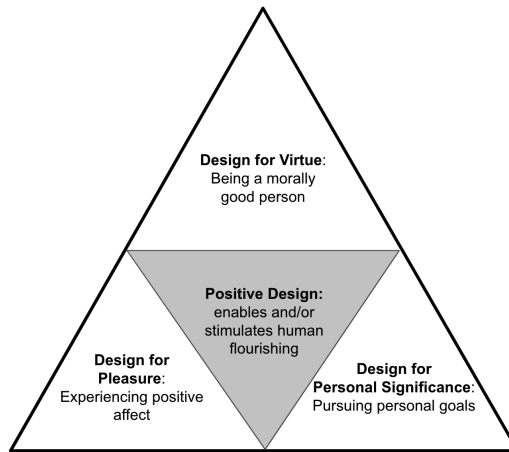 Design for Virtue:
Being a morally
good person
Positive Design:
enables and/or
stimulates human
flourishing
Design for
Pleasure:
Experiencing positive
affect
Design for
Personal Significance:
Pursuing personal goals